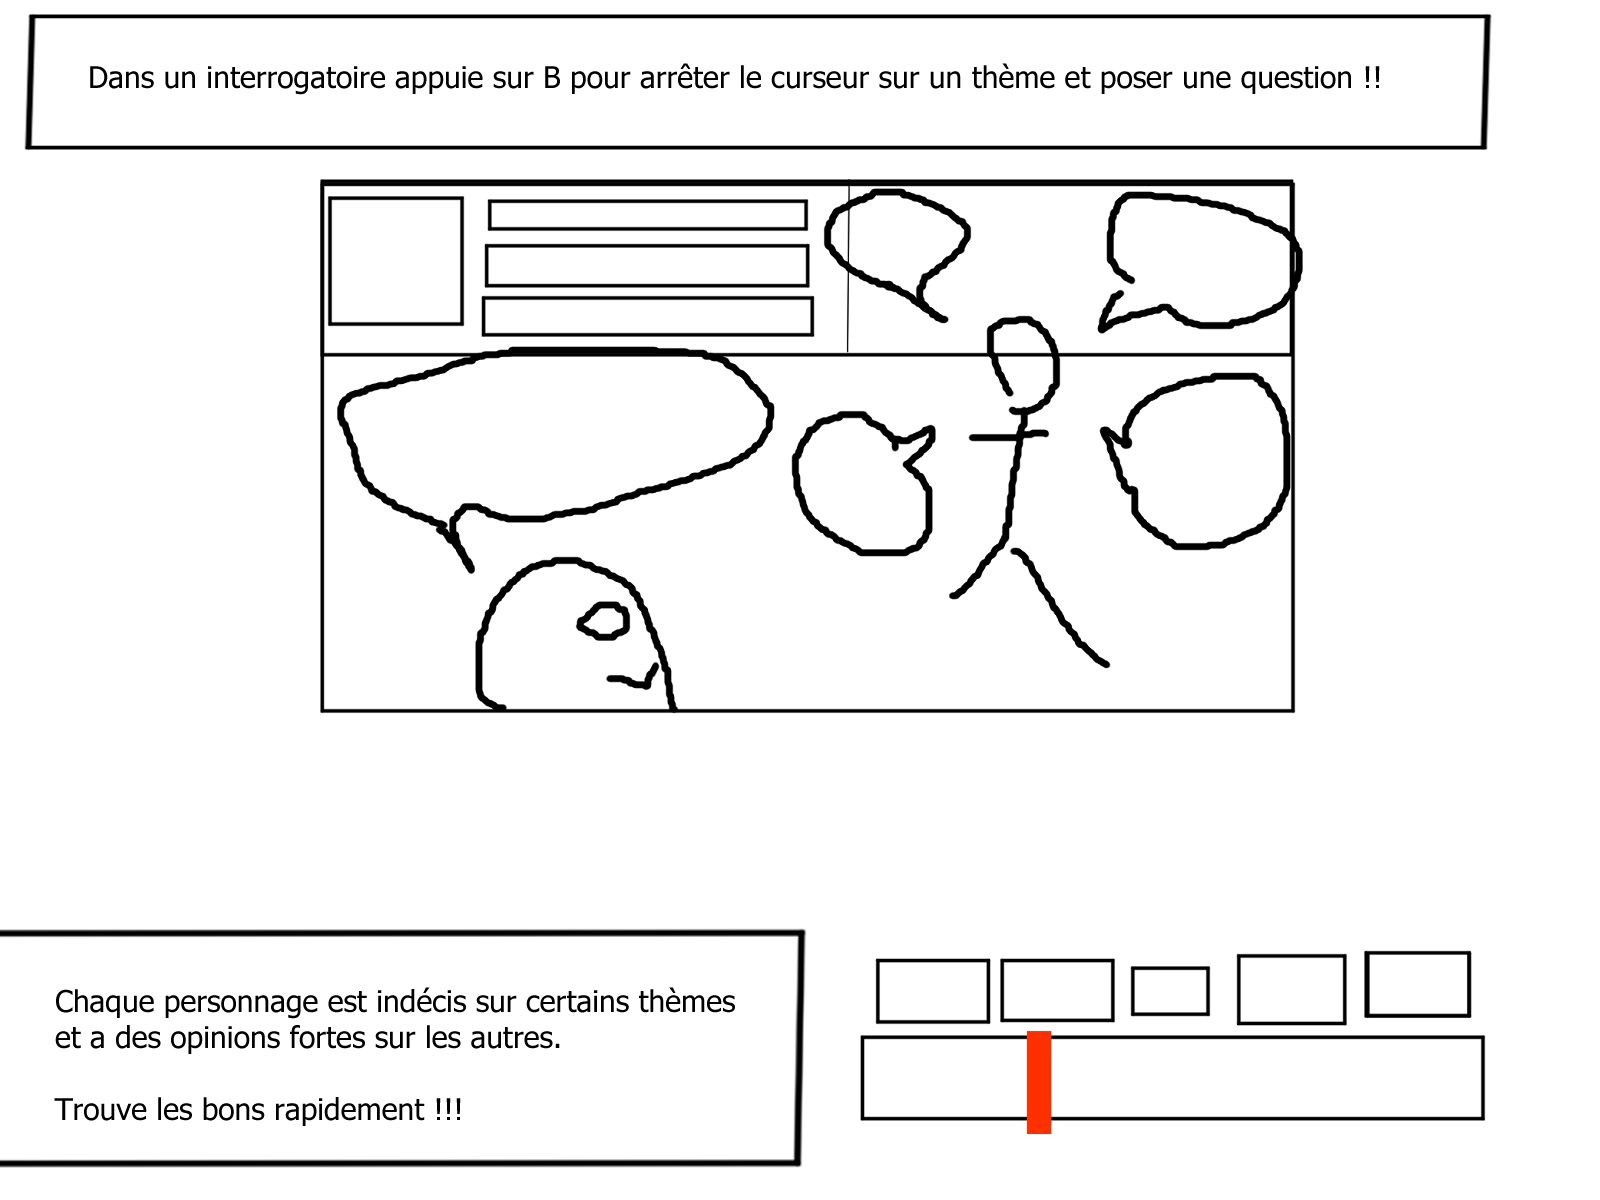 Dans un interrogatoire appuie sur B pour arrêter le curseur sur un thème et poser une question !!
Chaque personnage est indécis sur certains thèmes
et a des opinions fortes sur les autres.
Trouve les bons rapidement !!!